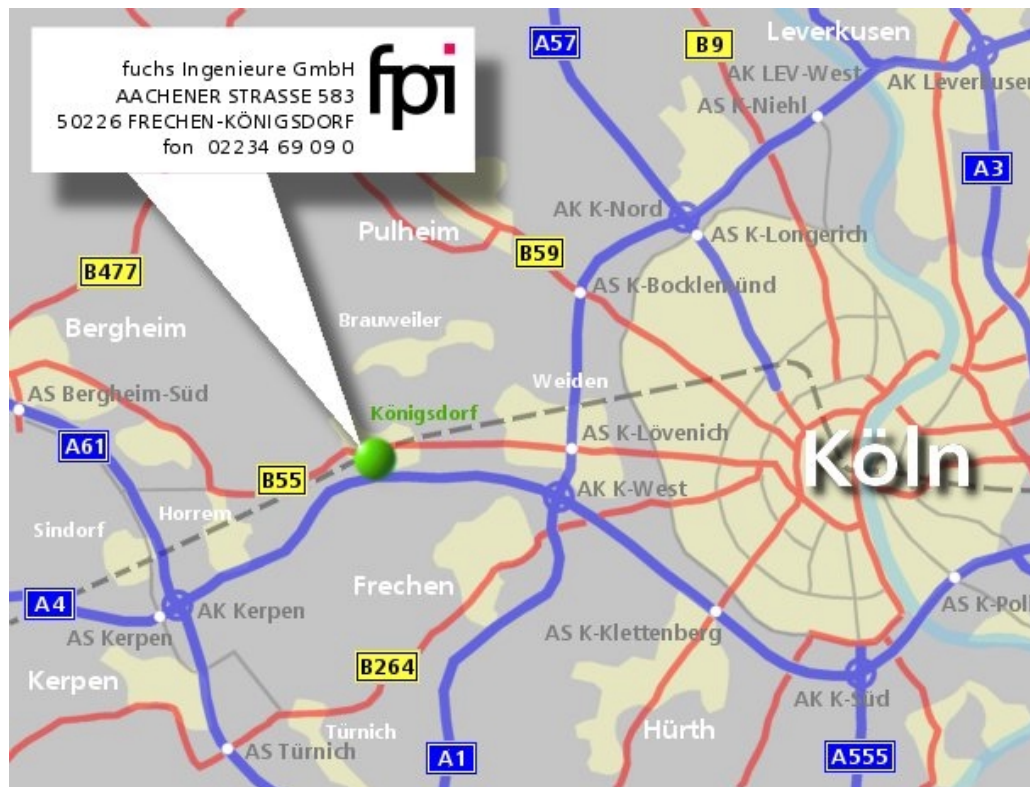 fuchs Ingenieure GmbH
AACHENER STRASSE 583
50226 FRECHEN-KÖNIGSDORF
fon 02234 69 09 0
fpi
A57
B9
Leverkusen
AK LEV-West
AK Leverkusen
AS K-Niehl
A3
AK K-Nord
Pulheim
AS K-Longerich
B59
B477
AS K-Bocklemünd
Bergheim
Brauweiler
Weiden
AS Bergheim-Süd
Königsdorf
A61
AS K-Lövenich
Köln
B55
AK K-West
Horrem
Sindorf
Frechen
A4
AK Kerpen
AS K-Poll
AS Kerpen
AS K-Klettenberg
B264
Kerpen
AK K-Süd
Türnich
Hürth
AS Türnich
A1
A555